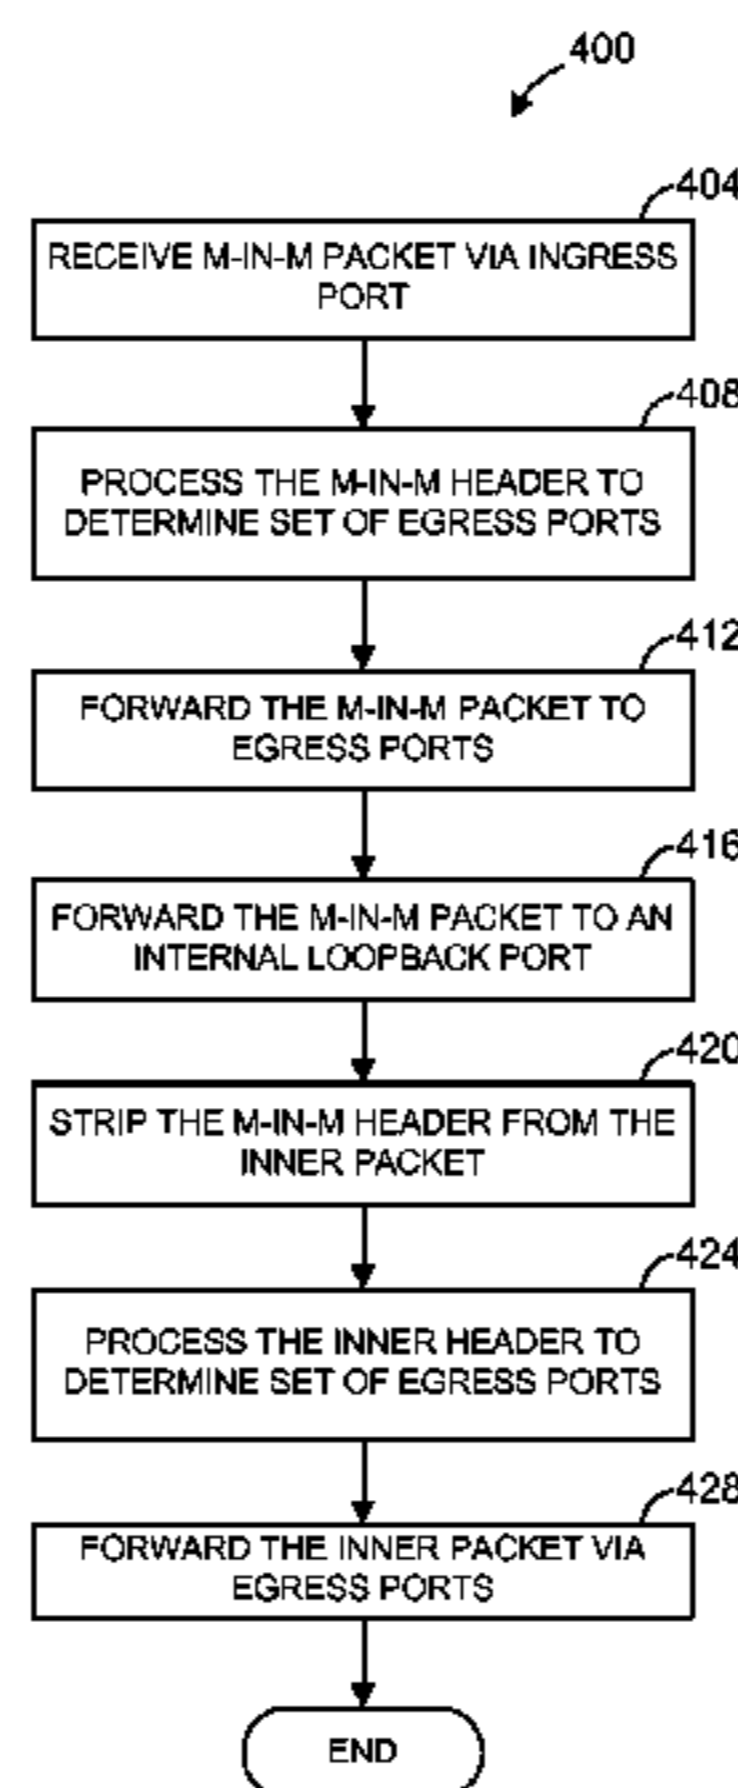 400
404
RECEIVE M-IN-M PACKET VIA INGRESS
PORT
408
PROCESS THE M-IN-M HEADER TO
DETERMINE SET OF EGRESS PORTS
412
FORWARD THE M-IN-M PACKET TO
EGRESS PORTS
416
FORWARD THE M-IN-M PACKET TO AN
INTERNAL LOOPBACK PORT
420
STRIP THE M-IN-M HEADER FROM THE
INNER PACKET
424
PROCESS THE INNER HEADER TO
DETERMINE SET OF EGRESS PORTS
428
FORWARD THE INNER PACKET VIA
EGRESS PORTS
END